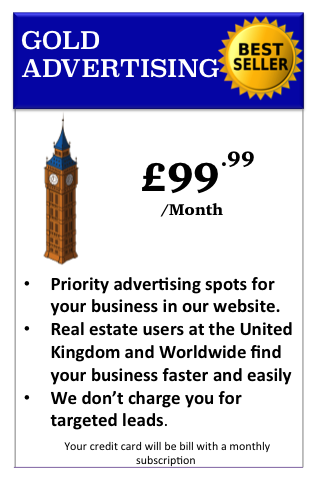 GOLD
ADVERTISING
BEST
SELLER
£99.99
/Month
• Priority advertising spots for
your business in our website.
• Real estate users at the United
Kingdom and Worldwide find
your business faster and easily
• We don't charge you for
targeted leads.
Your credit card will be bill with a monthly
subscription